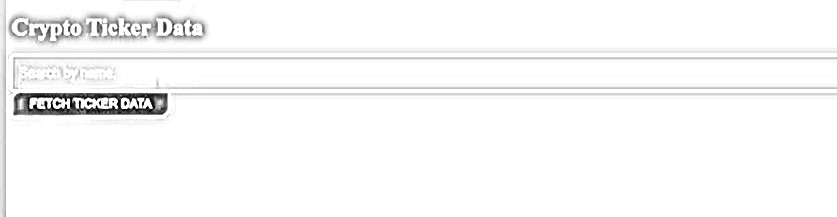 Crypto Ticker Data
Search by name
FETCH TICKER DATA